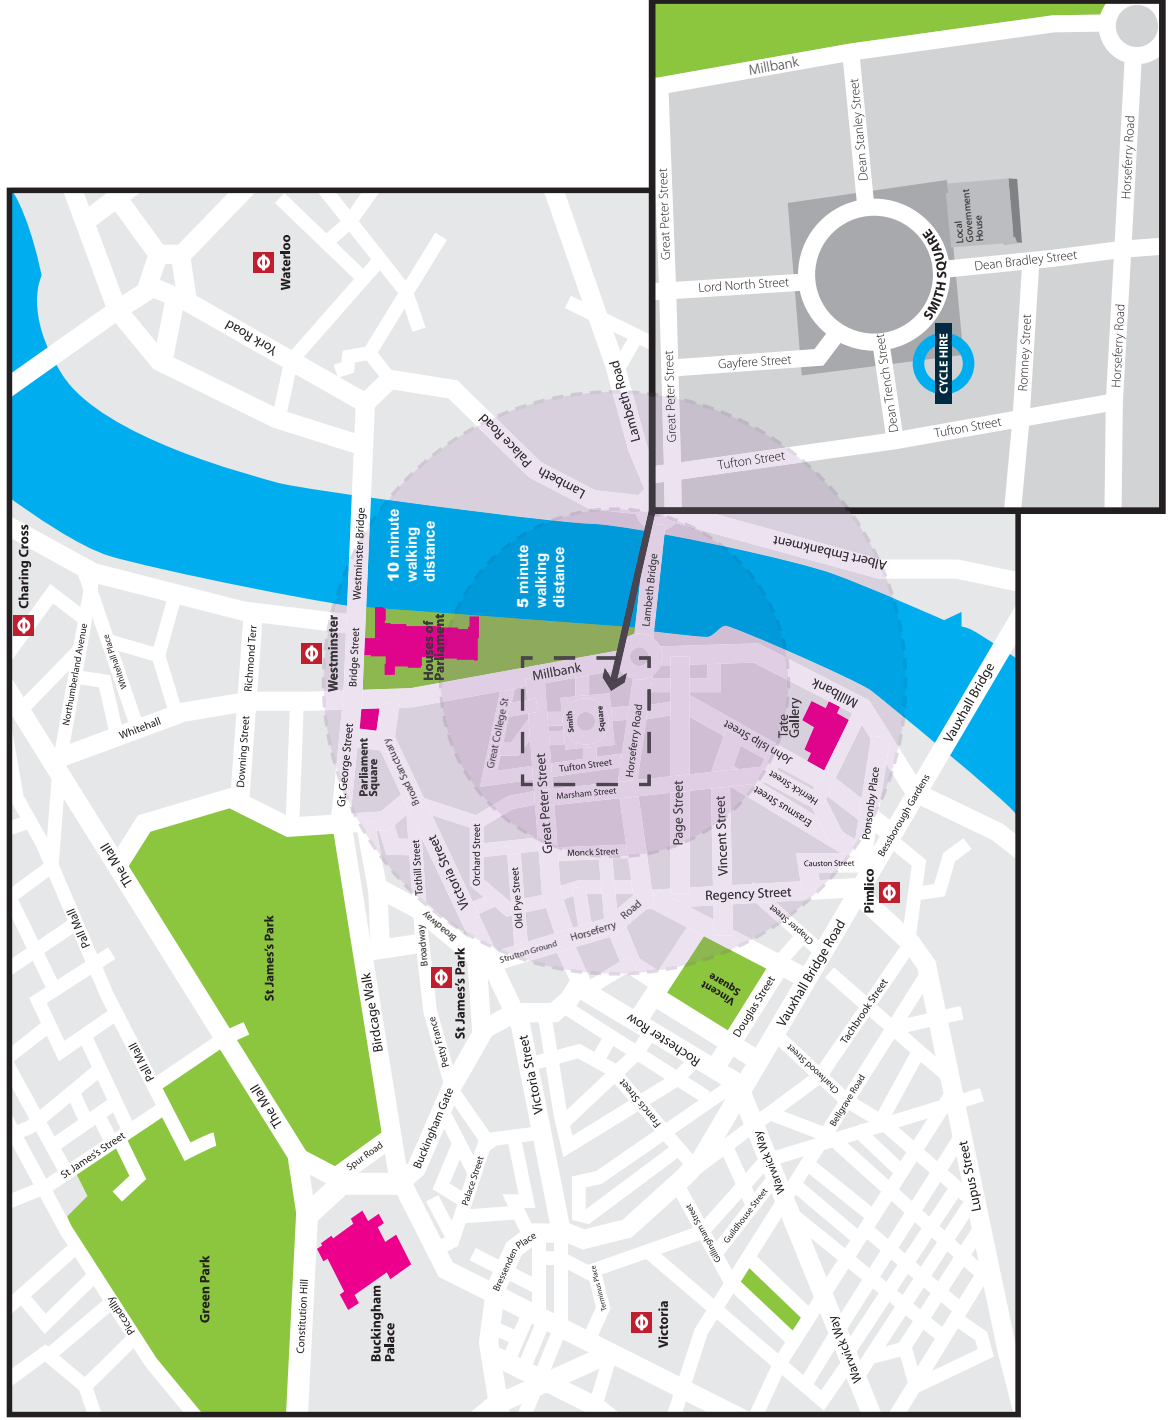 Millbank
Dean Stanley Street
Great Peter Street
Horseferry Road
Local
Government
House
SMITH SQUARE
Dean Bradley Street
Lord North Street
Gayfere Street
Great Peter Street
Dean Trench Street
CYCLE HIRE
Romney Street
Horseferry Road
Tufton Street
Tufton Street
Waterloo
York Road
Lambeth Road
Lambeth Palace Road
Charing Cross
Northumberland Avenue
Whitehall Place
Whitehall
Richmond Terr
Downing Street
Westminster
Bridge Street
Westminster Bridge
10 minute
walking
distance
5 minute
walking
distance
Lambeth Bridge
Albert Embankment
Houses of
Parliament
Millbank
Smith
Square
Great College St
Horseferry Road
Tufton Street
Marsham Street
Great Peter Street
Gt. George Street
Parliament
Square
Broad Sanctuary
Tate
Gallery
Millbank
John Islip Street
Herrick Street
Erasmus Street
Ponsonby Place
Vauxhall Bridge
Bessborough Gardens
Page Street
Vincent Street
Causton Street
Pimlico
Regency Street
Monck Street
Orchard Street
Old Pye Street
Tothill Street
Victoria Street
Broadway
Broadway
Strutton Ground
Horseferry Road
Chapter Street
Vauxhall Bridge Road
Vincent
Square
Douglas Street
Tachbrook Street
Rochester Row
Charlwood Street
Bellgrave Road
St James's Park
The Mall
Pall Mall
St James's Park
Birdcage Walk
Petty France
Victoria Street
Pall Mall
The Mall
St James's Street
Spur Road
Buckingham Gate
Palace Street
Francis Street
Warwick Way
Guildhouse Street
Gillingham Street
Lupus Street
Bressenden Place
Terminus Place
Green Park
Piccadilly
Constitution Hill
Buckingham
Palace
Victoria
Warwick Way